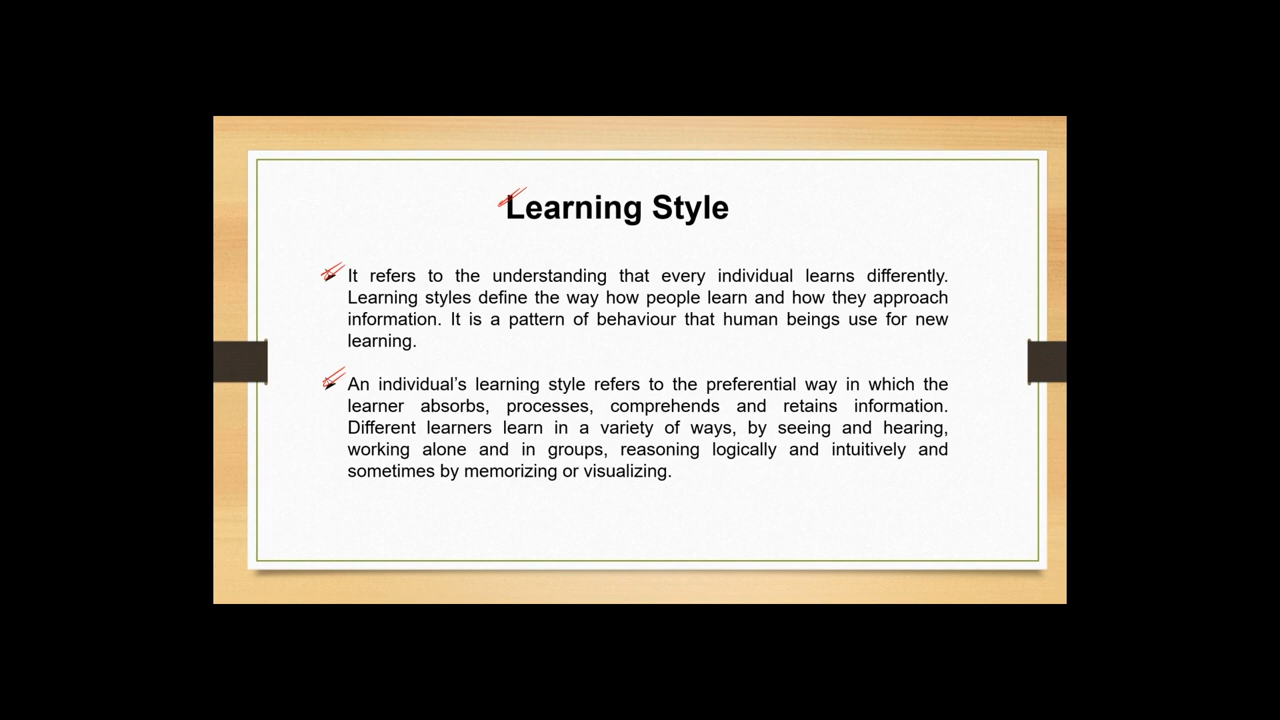 Learning Style
It refers to the understanding that every individual learns differently.
Learning styles define the way how people learn and how they approach
information. It is a pattern of behaviour that human beings use for new
learning.
An individual’s learning style refers to the preferential way in which the
learner absorbs, processes, comprehends and retains information.
Different learners learn in a variety of ways, by seeing and hearing,
working alone and in groups, reasoning logically and intuitively and
sometimes by memorizing or visualizing.